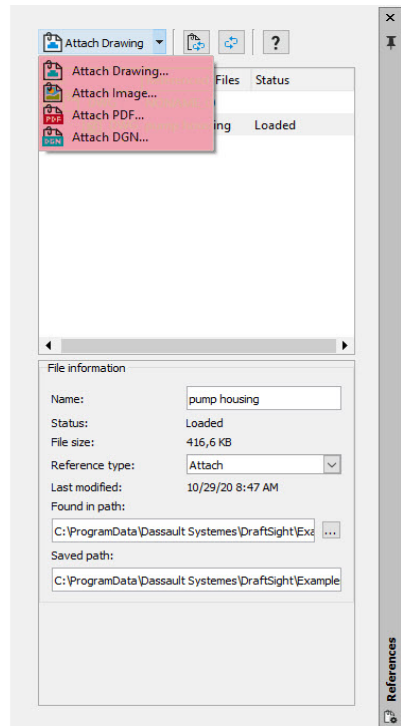 Attach Drawing
?
Attach Drawing...
Files Status
Attach Image...
Attach PDF...
ing Loaded
Attach DGN...
File information
Name: pump housing
Status: Loaded
File size: 416,6 KB
Reference type: Attach
Last modified: 10/29/20 8:47 AM
Found in path:
C:\ProgramData\Dassault Systemes\DraftSight\Exa ...
Saved path:
C:\ProgramData\Dassault Systemes\DraftSight\Example
References